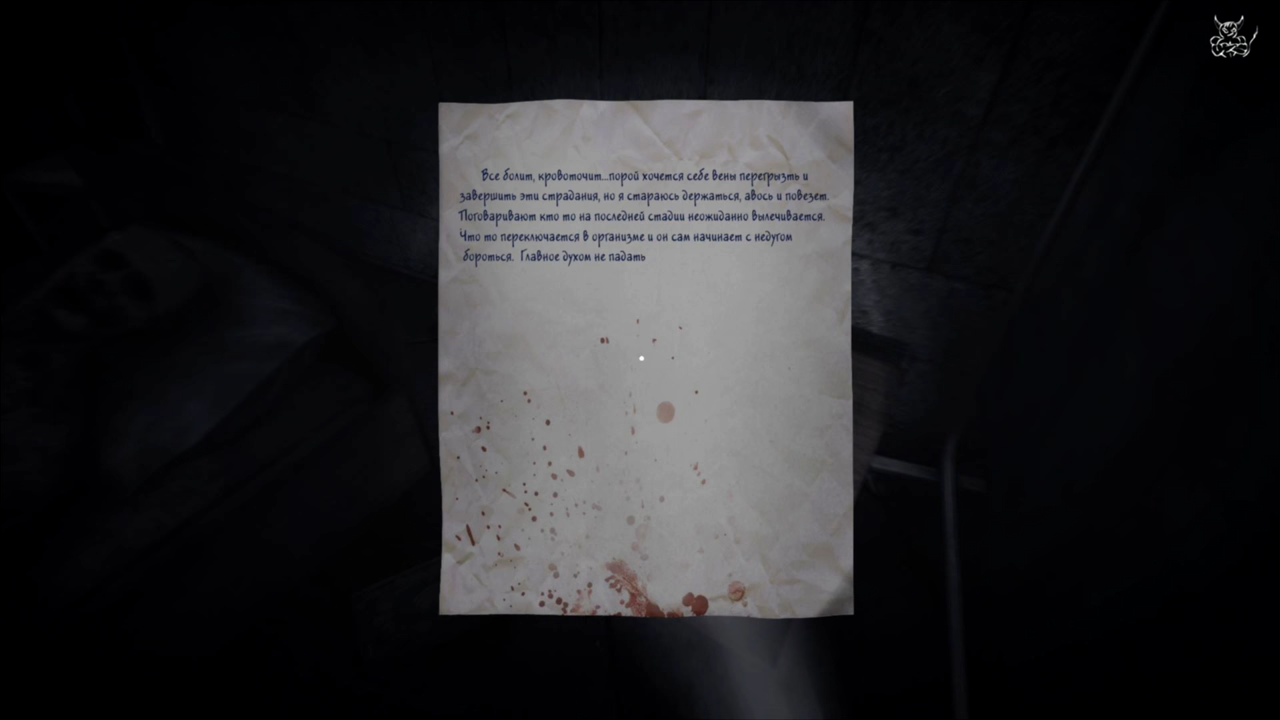 Все болит, кровоточит...порой хочется себе вены перегрызть и
завершить эти страдания, но я стараюсь держаться, авось и повезет.
Поговаривают кто то на последней стадии неожиданно вылечивается.
Что то переключается в организме и он сам начинает с недугом
бороться. Главное духом не падать